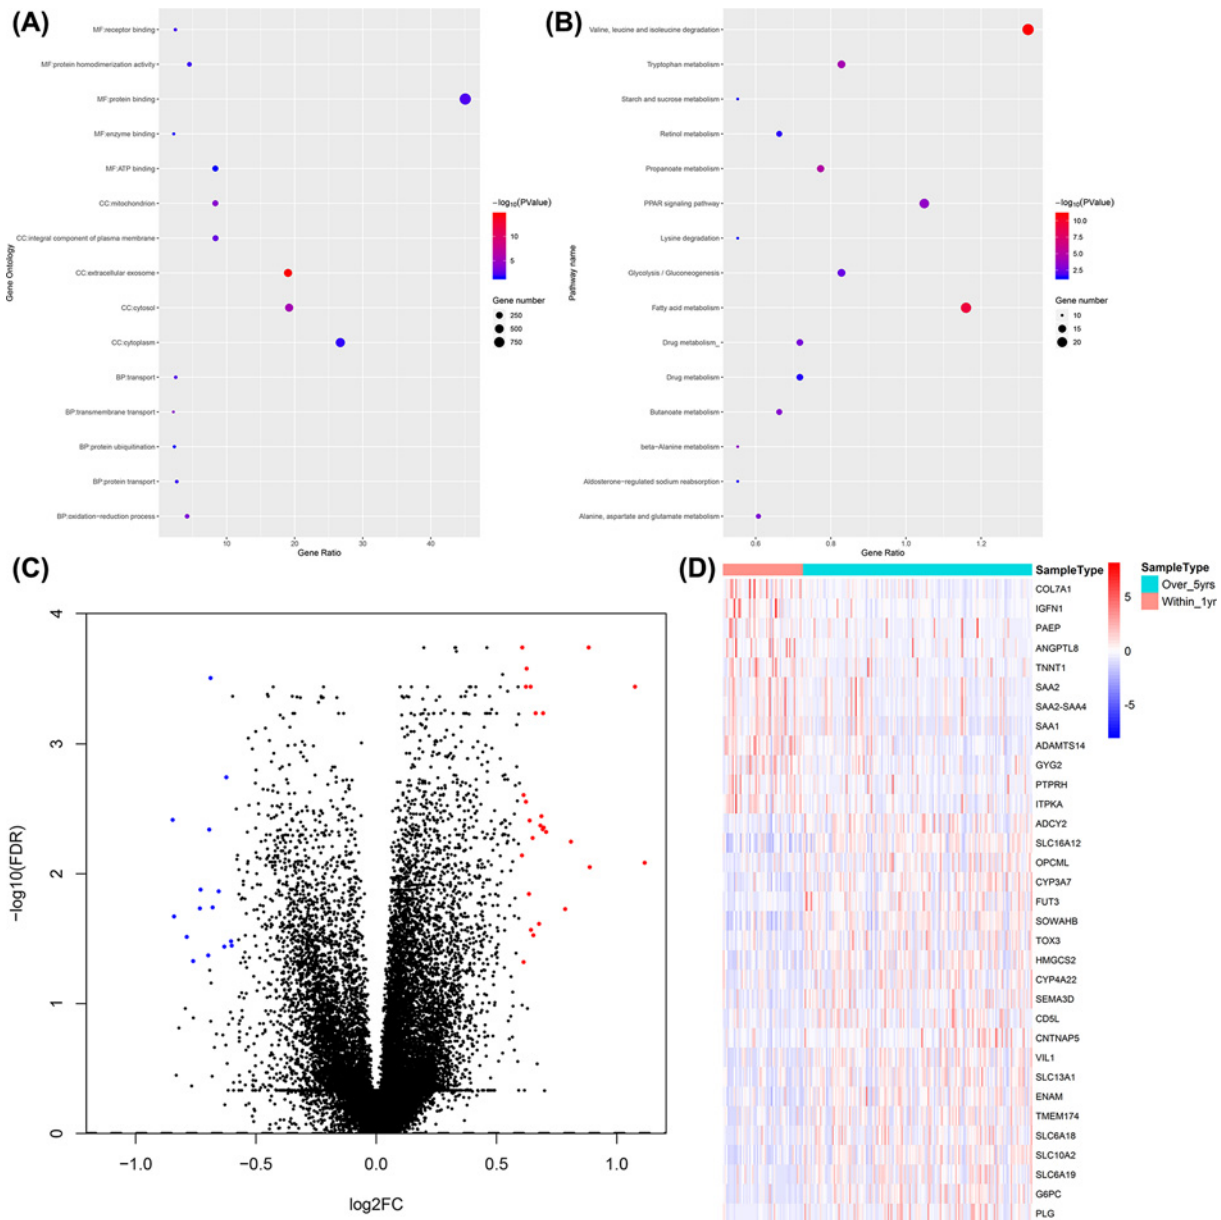 (A)
MF:receptor binding
MF:protein homodimerization activity
MF:protein binding
MF:enzyme binding
MF:ATP binding
CC:mitochondrion
CC:integral component of plasma membrane
CC:extracellular exosome
CC:cytosol
CC:cytoplasm
BP:transport
BP:transmembrane transport
BP:protein ubiquitination
BP:protein transport
BP:oxidation−reduction process
Gene Ontology
10
20
30
40
Gene Ratio
−log10(PValue)
10
5
Gene number
250
500
750
(B)
Valine, leucine and isoleucine degradation
Tryptophan metabolism
Starch and sucrose metabolism
Retinol metabolism
Propanoate metabolism
PPAR signaling pathway
Lysine degradation
Glycolysis / Gluconeogenesis
Fatty acid metabolism
Drug metabolism_
Drug metabolism
Butanoate metabolism
beta−Alanine metabolism
Aldosterone−regulated sodium reabsorption
Alanine, aspartate and glutamate metabolism
Pathway name
0.6
0.8
1.0
1.2
Gene Ratio
−log10(PValue)
10.0
7.5
5.0
2.5
Gene number
10
15
20
(C)
4
3
2
1
0
−log10(FDR)
−1.0
−0.5
0.0
0.5
1.0
log2FC
(D)
SampleType
COL7A1
IGFN1
PAEP
ANGPTL8
TNNT1
SAA2
SAA2-SAA4
SAA1
ADAMTS14
GYG2
PTPRH
ITPKA
ADCY2
SLC16A12
OPCML
CYP3A7
FUT3
SOWAHB
TOX3
HMGCS2
CYP4A22
SEMA3D
CD5L
CNTNAP5
VIL1
SLC13A1
ENAM
TMEM174
SLC6A18
SLC10A2
SLC6A19
G6PC
PLG
5
0
-5
SampleType
Over_5yrs
Within_1yr